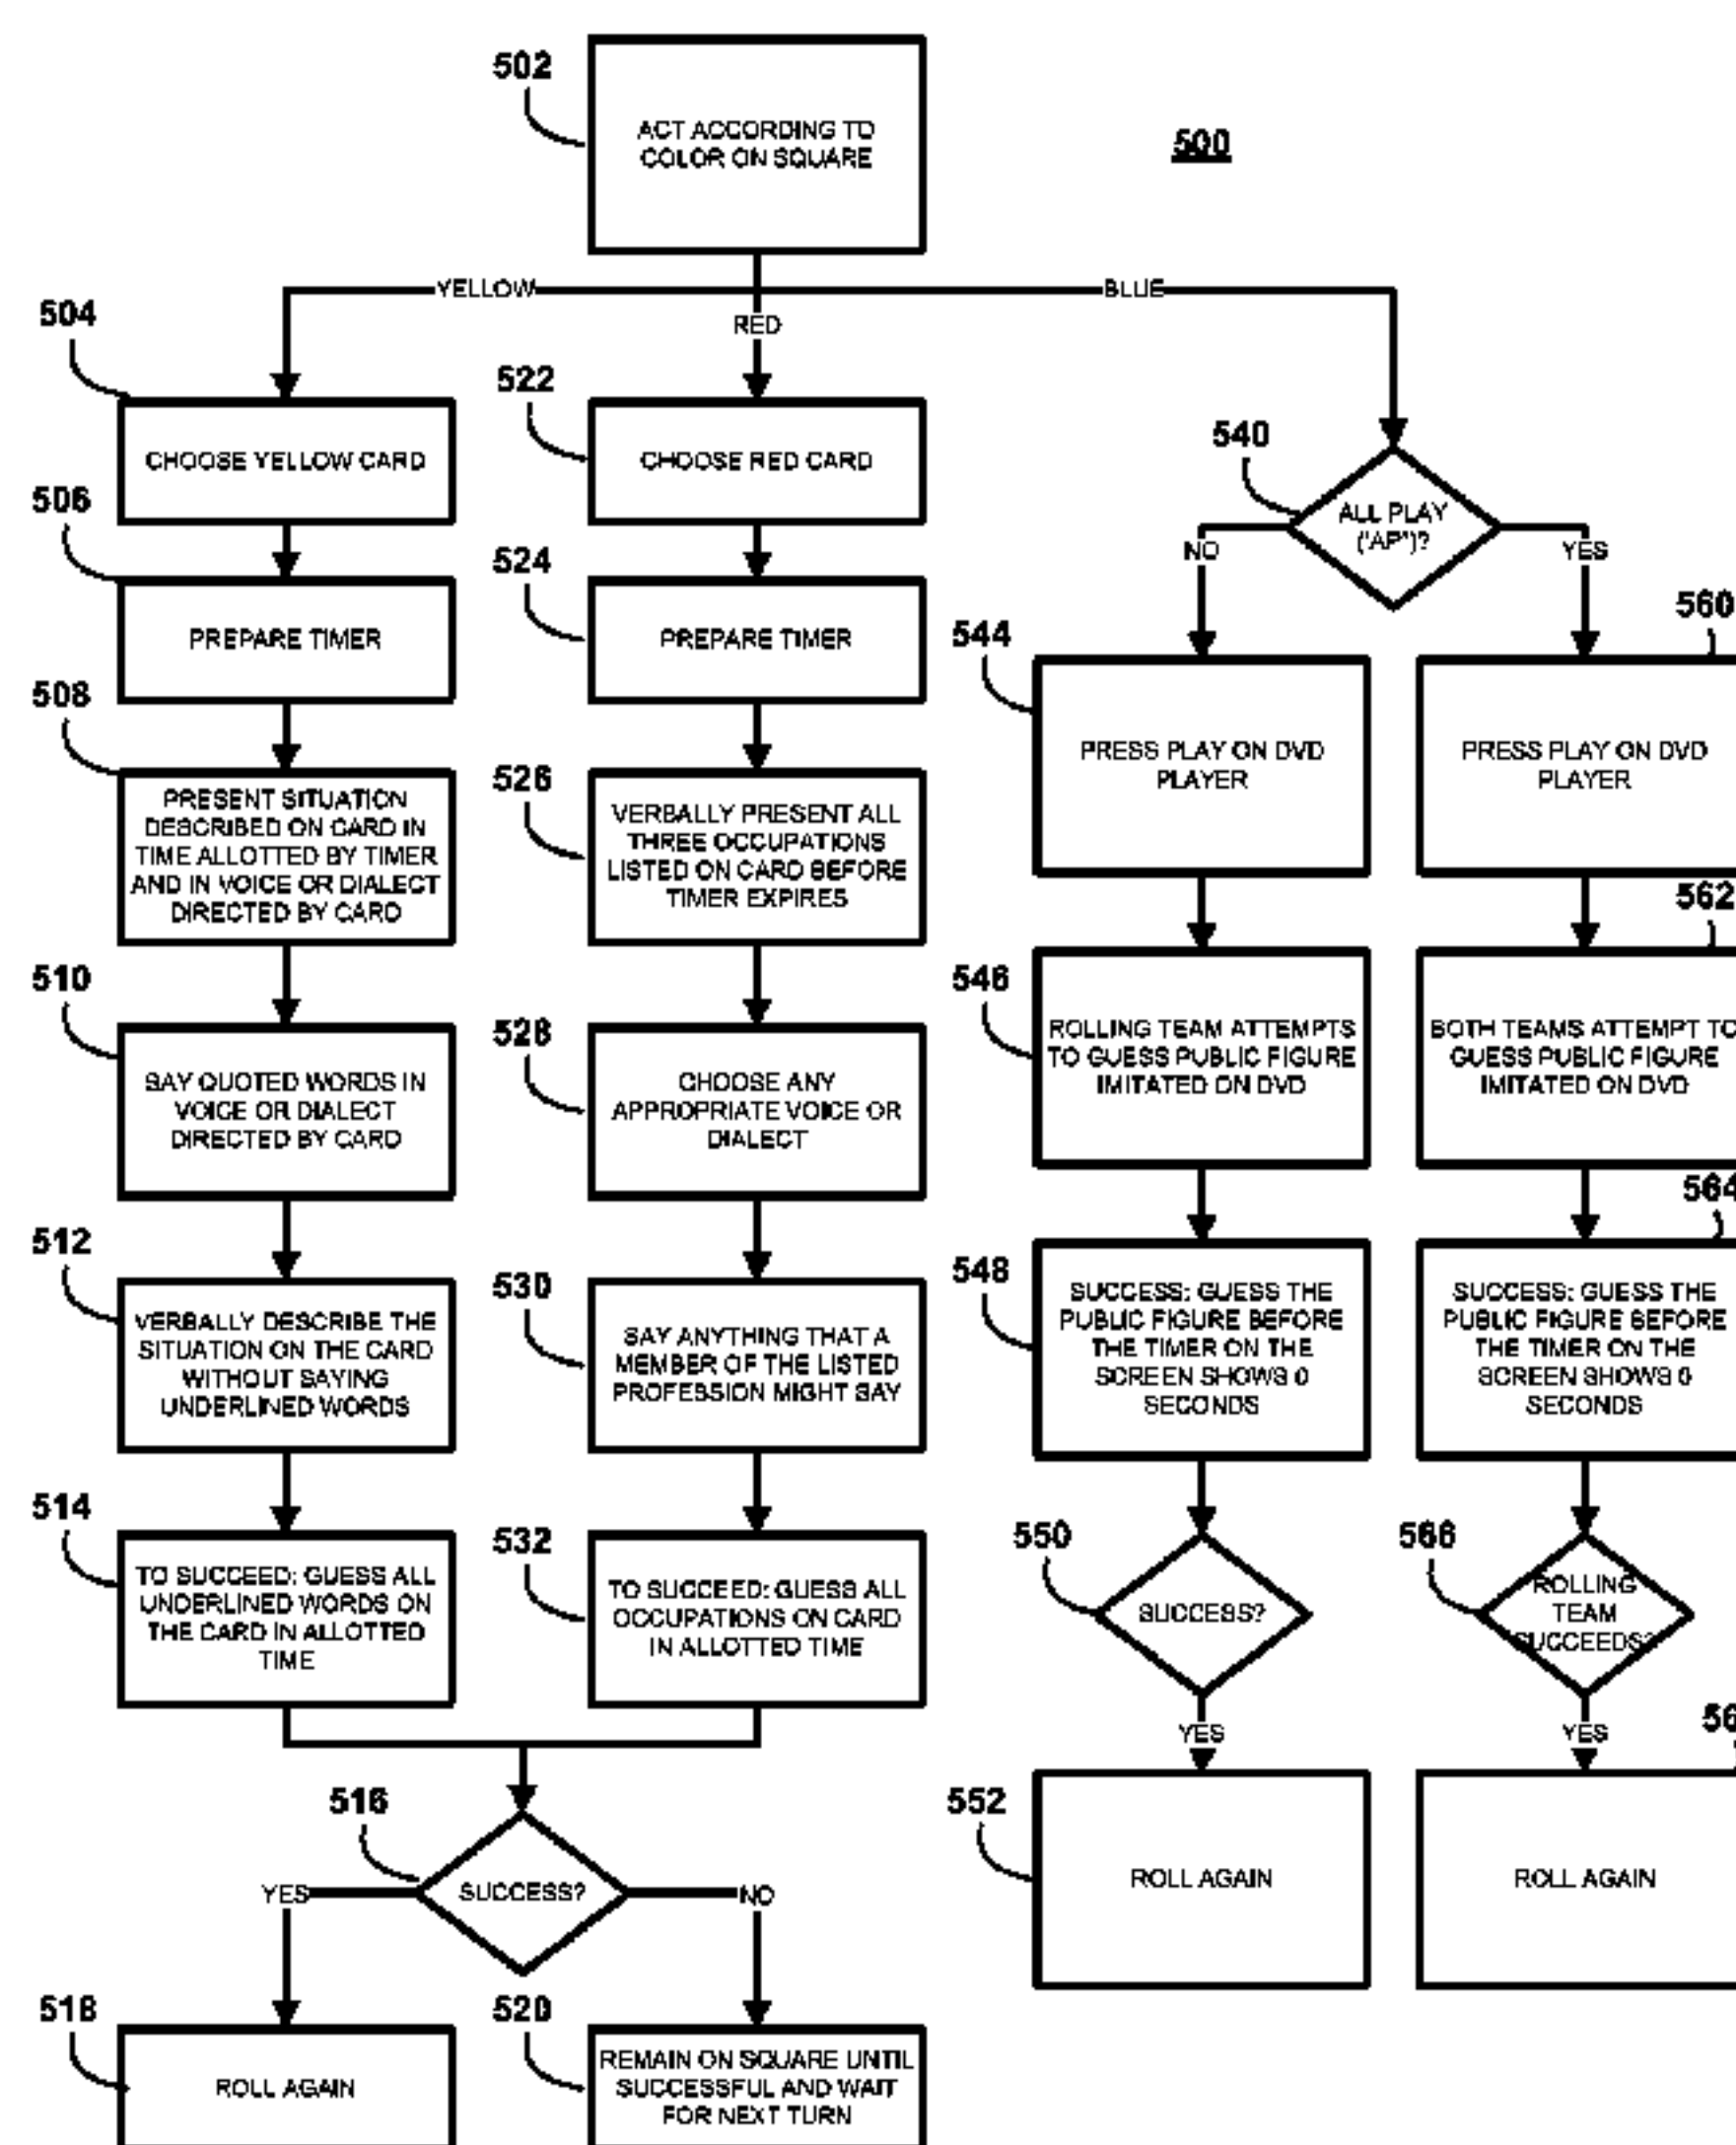 502
ACT ACCORDING TO
COLOR ON SQUARE
500
YELLOW
RED
BLUE
504
CHOOSE YELLOW CARD
506
PREPARE TIMER
508
PRESENT SITUATION
DESCRIBED ON CARD IN
TIME ALLOTTED BY TIMER
AND IN VOICE OR DIALECT
DIRECTED BY CARD
510
SAY QUOTED WORDS IN
VOICE OR DIALECT
DIRECTED BY CARD
512
VERBALLY DESCRIBE THE
SITUATION ON THE CARD
WITHOUT SAYING
UNDERLINED WORDS
514
TO SUCCEED: GUESS ALL
UNDERLINED WORDS ON
THE CARD IN ALLOTTED
TIME
522
CHOOSE RED CARD
524
PREPARE TIMER
526
VERBALLY PRESENT ALL
THREE OCCUPATIONS
LISTED ON CARD BEFORE
TIMER EXPIRES
528
CHOOSE ANY
APPROPRIATE VOICE OR
DIALECT
530
SAY ANYTHING THAT A
MEMBER OF THE LISTED
PROFESSION MIGHT SAY
532
TO SUCCEED: GUESS ALL
OCCUPATIONS ON CARD
IN ALLOTTED TIME
516
SUCCESS?
YES
NO
518
ROLL AGAIN
520
REMAIN ON SQUARE UNTIL
SUCCESSFUL AND WAIT
FOR NEXT TURN
540
ALL PLAY
("AP")?
NO
YES
544
PRESS PLAY ON DVD
PLAYER
546
ROLLING TEAM ATTEMPTS
TO GUESS PUBLIC FIGURE
IMITATED ON DVD
548
SUCCESS: GUESS THE
PUBLIC FIGURE BEFORE
THE TIMER ON THE
SCREEN SHOWS 0
SECONDS
550
SUCCESS?
YES
552
ROLL AGAIN
560
PRESS PLAY ON DVD
PLAYER
562
BOTH TEAMS ATTEMPT TO
GUESS PUBLIC FIGURE
IMITATED ON DVD
564
SUCCESS: GUESS THE
PUBLIC FIGURE BEFORE
THE TIMER ON THE
SCREEN SHOWS 0
SECONDS
566
ROLLING
TEAM
SUCCEEDS?
YES
ROLL AGAIN